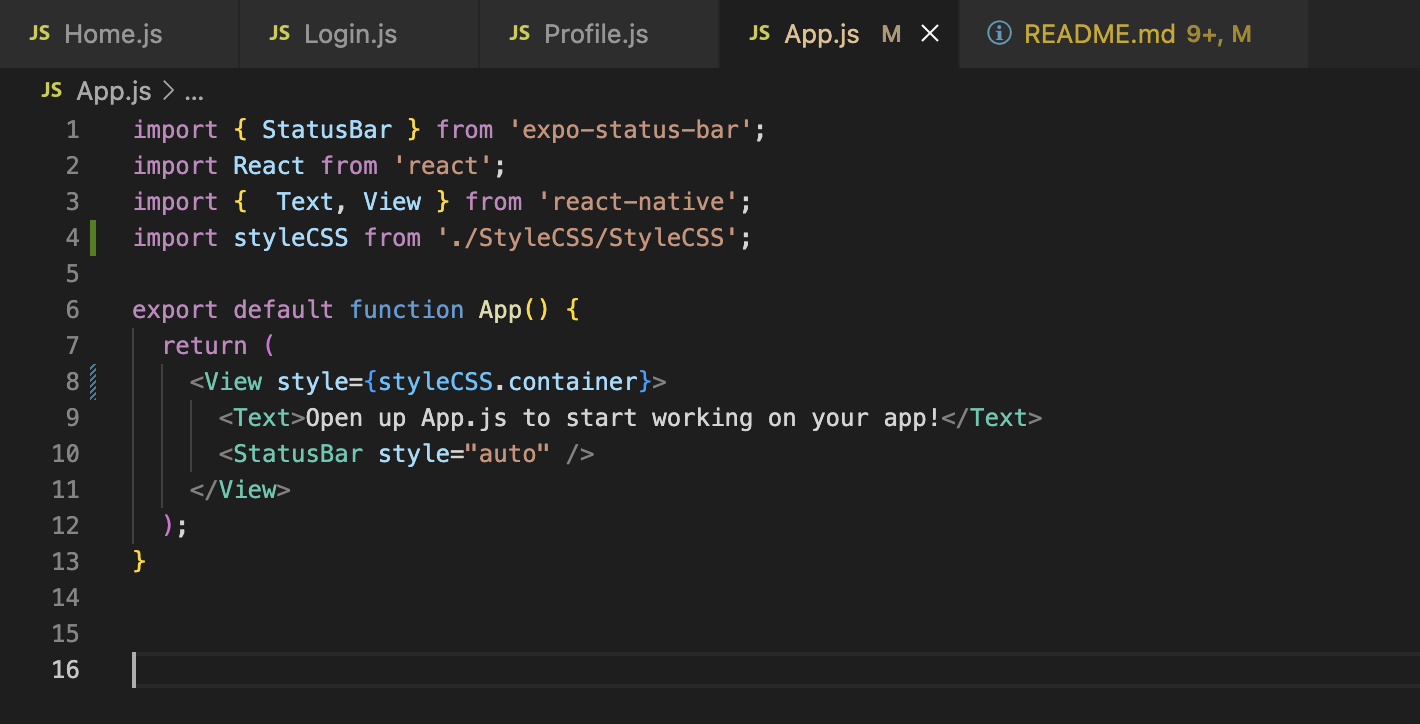 JS Home.js JS Login.js JS Profile.js JS App.js M README.md 9+, M
JS App.js > ...
1 import { StatusBar } from 'expo-status-bar';
2 import React from 'react';
3 import {  Text, View } from 'react-native';
4 import styleCSS from './StyleCSS/StyleCSS';
5
6 export default function App() {
7   return (
8     <View style={styleCSS.container}>
9       <Text>Open up App.js to start working on your app!</Text>
10       <StatusBar style="auto" />
11     </View>
12   );
13 }
14
15
16